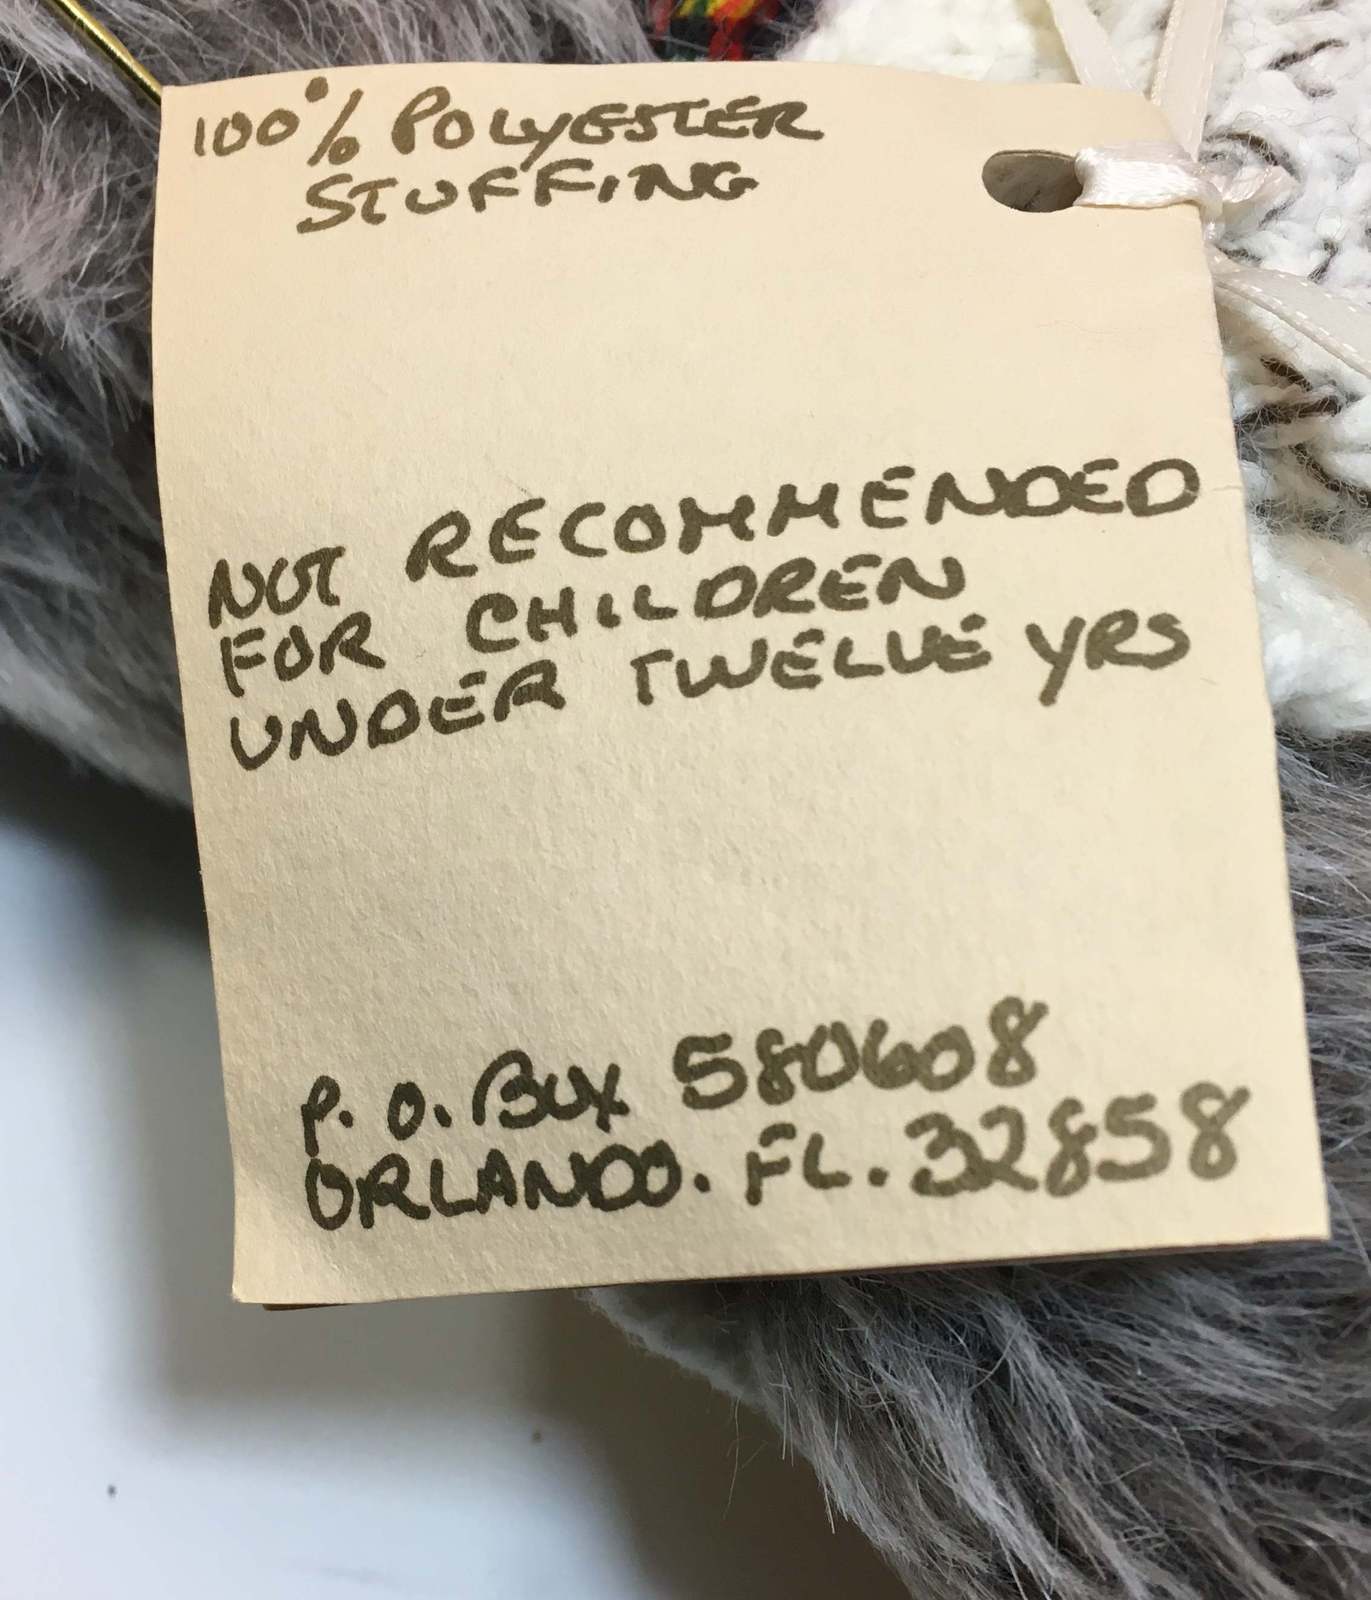 100% POLYESTER
STUFFING
NOT RECOMMENDED
FOR CHILDREN
UNDER TWELVE YRS
P. O. BOX 580608
ORLANDO. FL. 32858